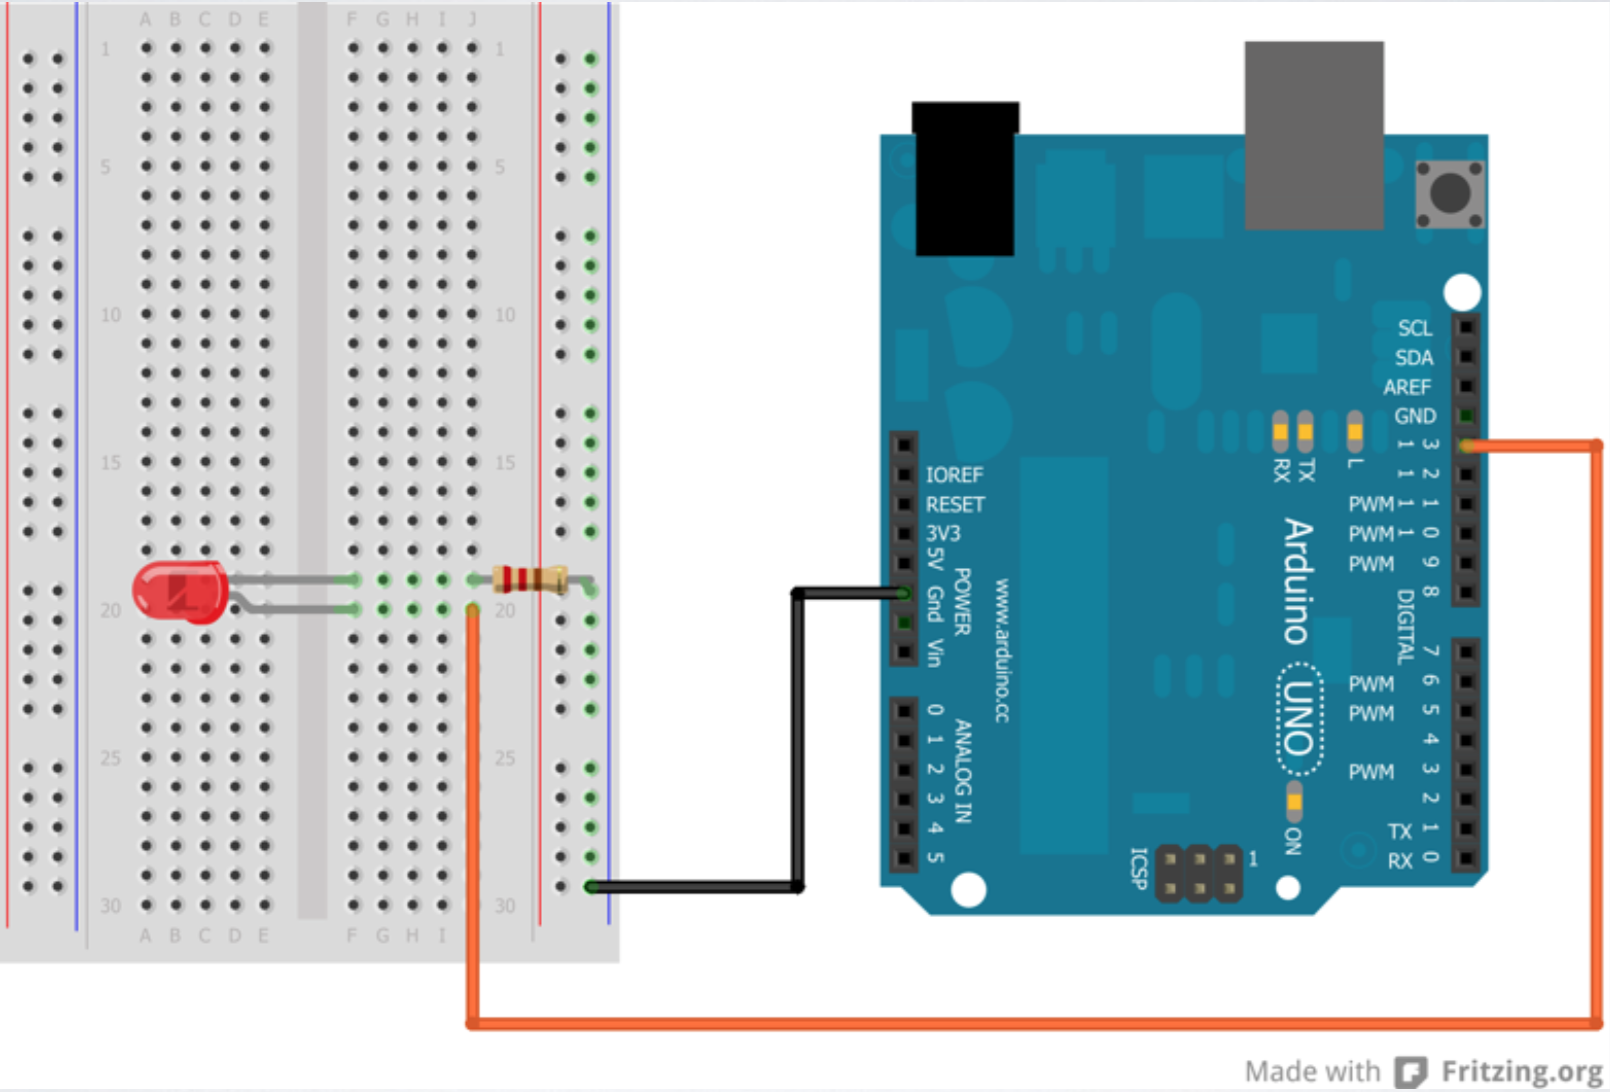 A B C D E F G H I J
1 1
5 5
10 10
15 15
20 20
25 25
30 30
A B C D E F G H I
IOREF
RESET
3V3
5V
Gnd
Vin
POWER
www.arduino.cc
0
1
2
3
4
5
ANALOG IN
SCL
SDA
AREF
GND
13
12
PWM 11
PWM 10
PWM 9
8
DIGITAL
7
PWM 6
PWM 5
4
PWM 3
2
TX 1
RX 0
RX
TX
L
Arduino
UNO
ON
ICSP
1
Made with Fritzing.org